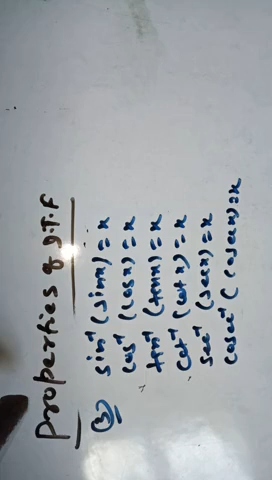 Properties of I.T.F
(3) sin⁻¹ (sinx) = x
cos⁻¹ (cosx) = x
tan⁻¹ (tanx) = x
cot⁻¹ (cotx) = x
sec⁻¹ (secx) = x
cosec⁻¹ (cosecx) = x